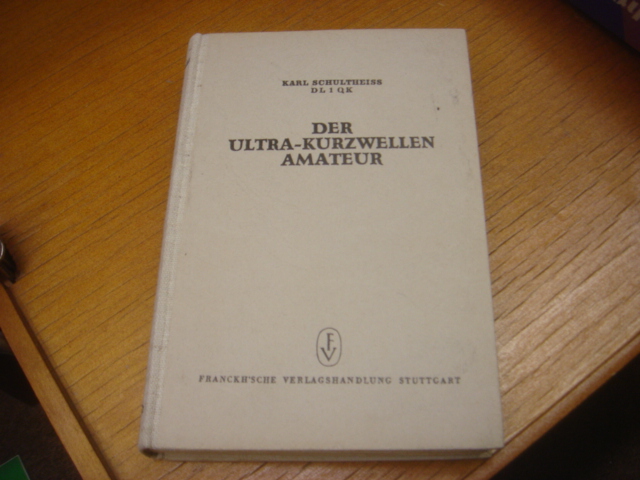 KARL SCHULTHEISS
DL 1 QK
DER
ULTRA-KURZWELLEN
AMATEUR
FV
FRANCKH'SCHE VERLAGSHANDLUNG STUTTGART